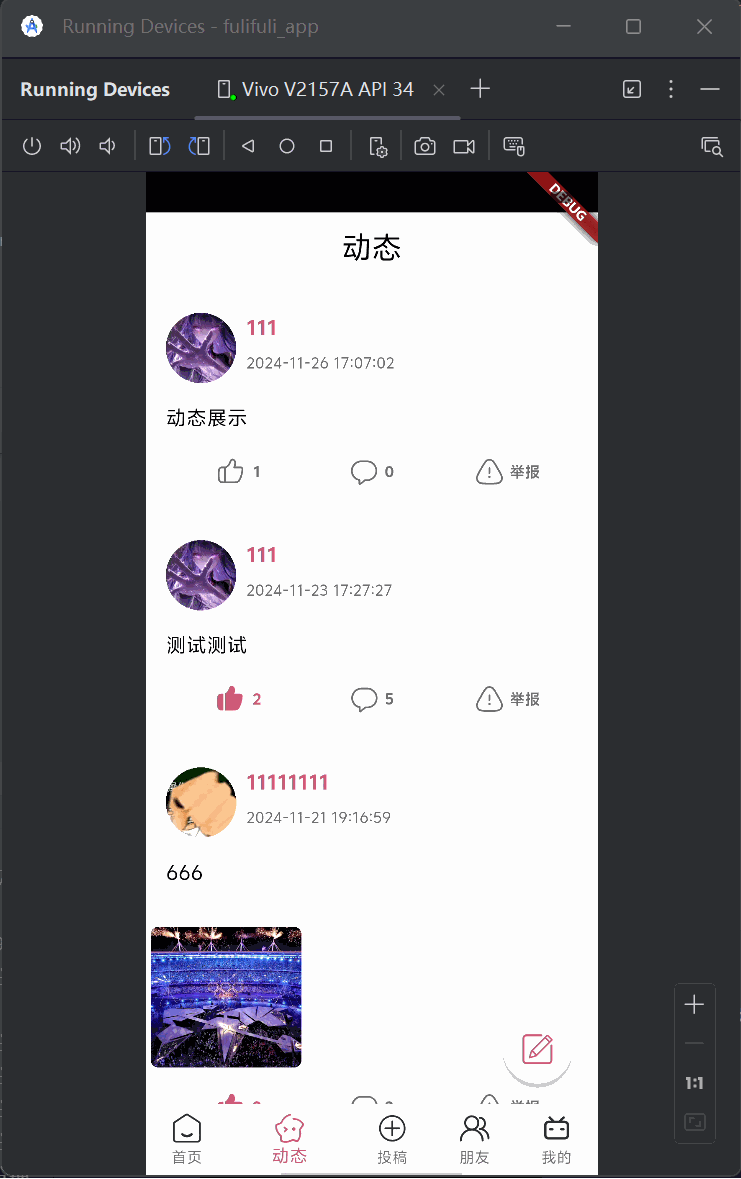 Running Devices - fulifuli_app
Running Devices
Vivo V2157A API 34
DEBUG
动态
111
2024-11-26 17:07:02
动态展示
1
0
举报
111
2024-11-23 17:27:27
测试测试
2
5
举报
11111111
2024-11-21 19:16:59
666
举报
1:1
首页
动态
投稿
朋友
我的